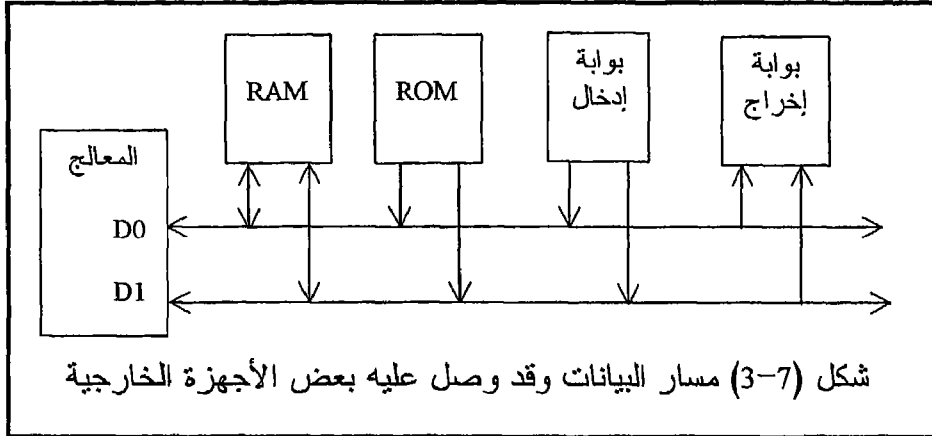 RAM
ROM
بوابة
إدخال
بوابة
إخراج
المعالج
D0
D1
شكل (7-3) مسار البيانات وقد وصل عليه بعض الأجهزة الخارجية